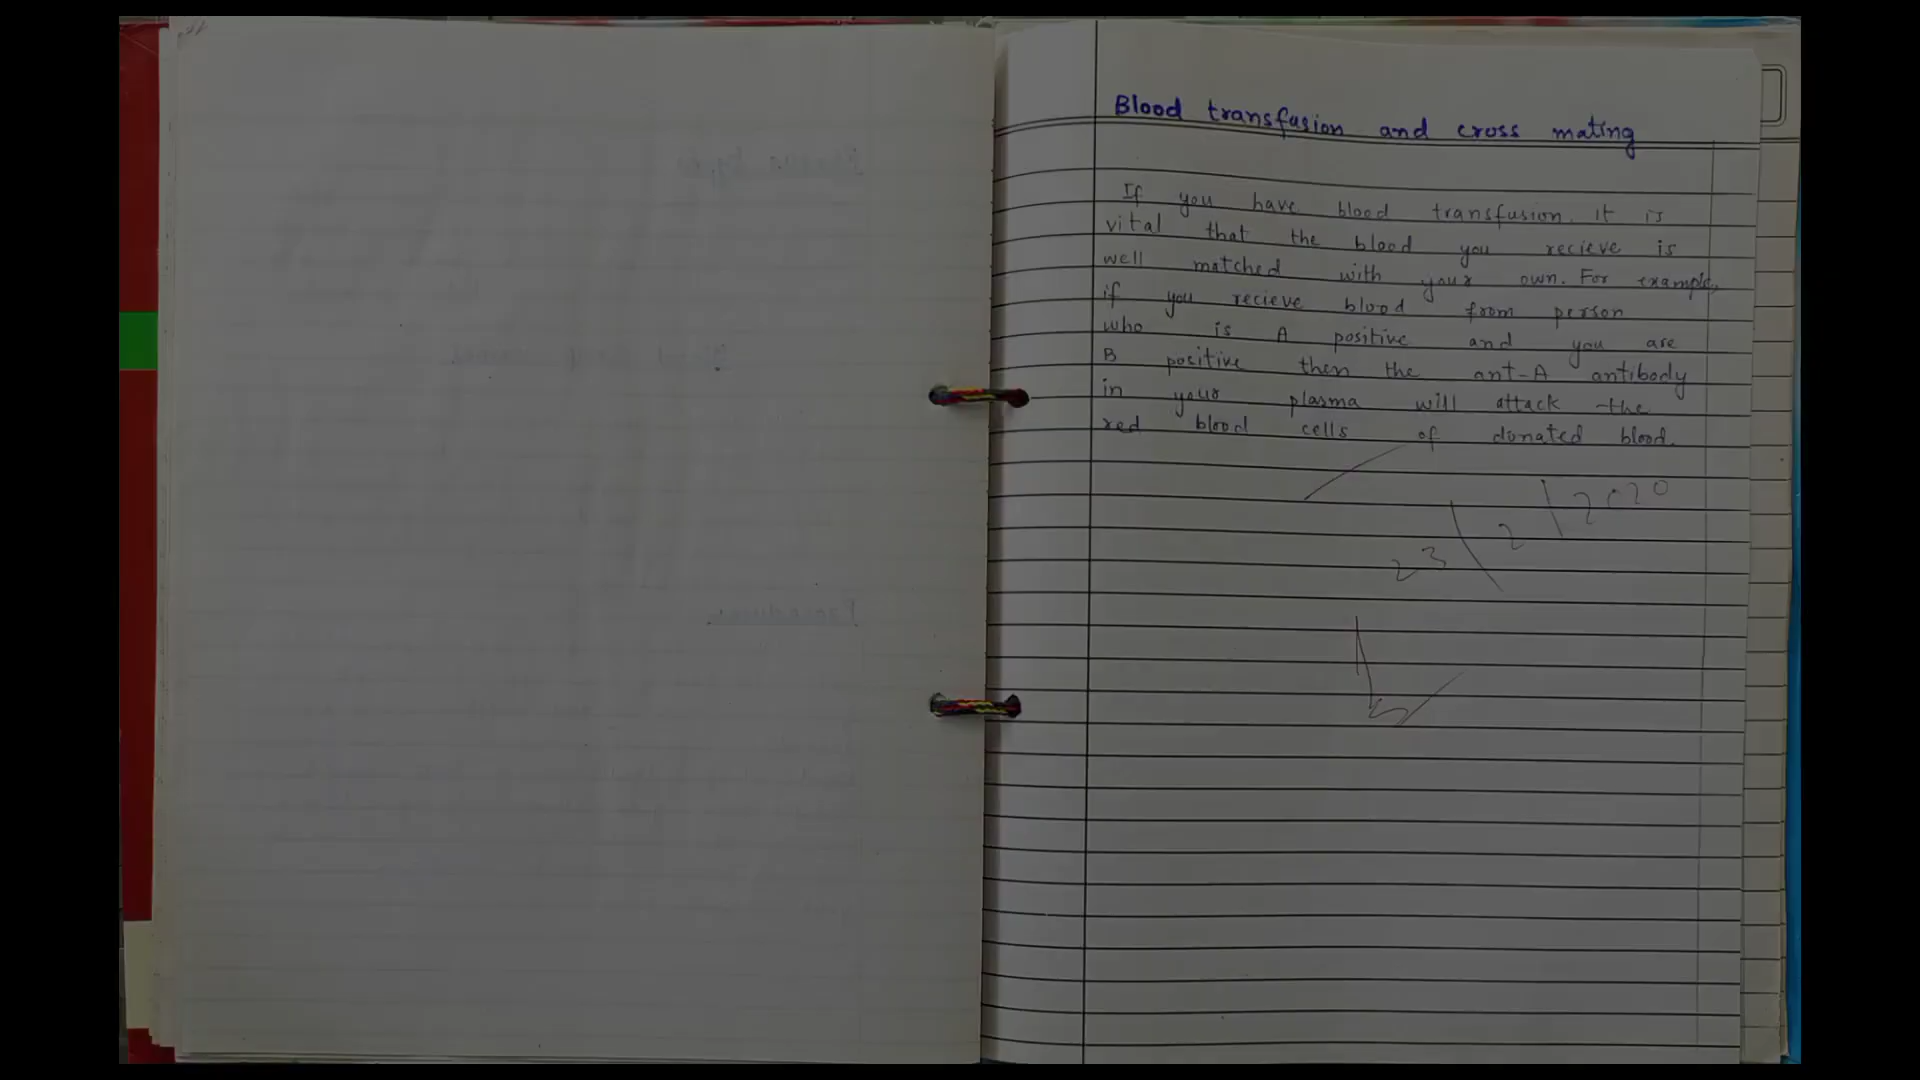 Blood transfusion and cross mating
If you have blood transfusion. It is
vital that the blood you recieve is
well matched with your own. For example,
if you recieve blood from person
who is A positive and you are
B positive then the ant-A antibody
in your plasma will attack the
red blood cells of donated blood.
23/2/2020